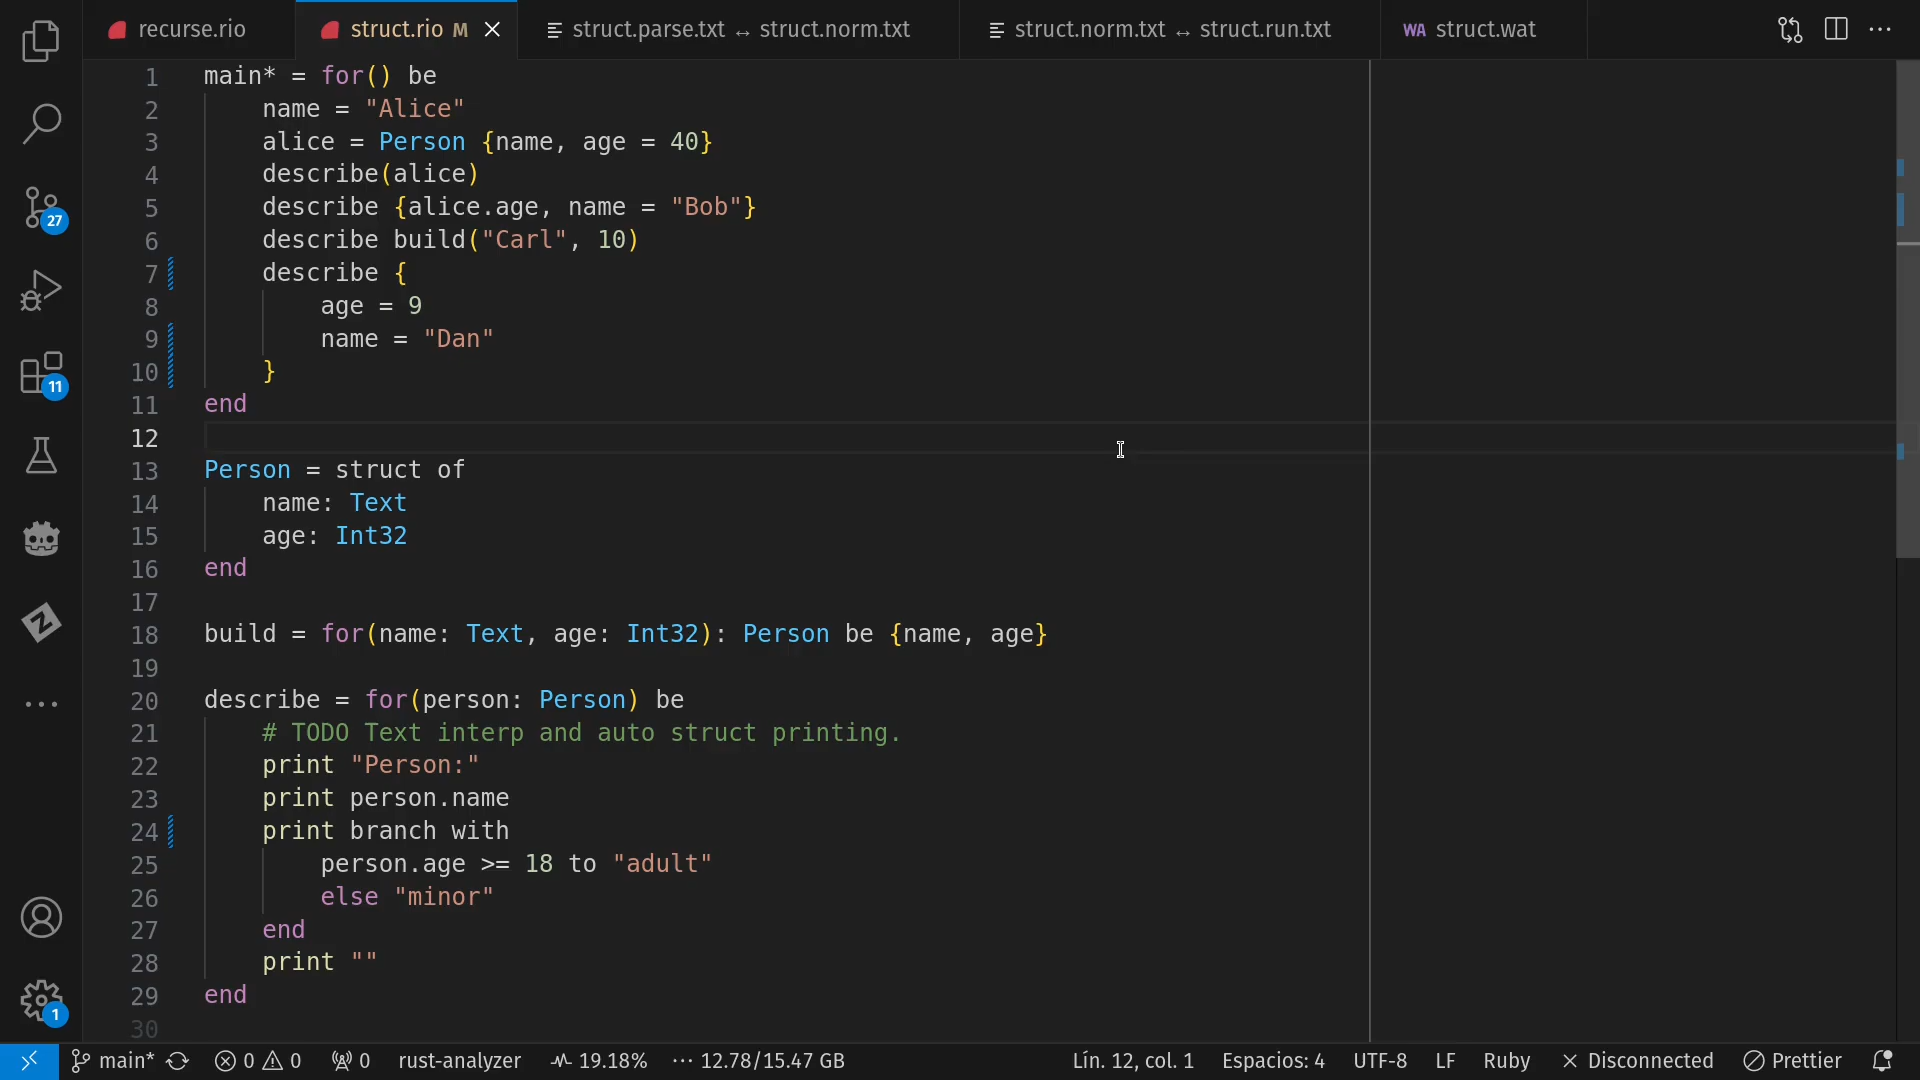 recurse.rio struct.rio M struct.parse.txt ↔ struct.norm.txt struct.norm.txt ↔ struct.run.txt WA struct.wat
1 main* = for() be
2     name = "Alice"
3     alice = Person {name, age = 40}
4     describe(alice)
5     describe {alice.age, name = "Bob"}
6     describe build("Carl", 10)
7     describe {
8         age = 9
9         name = "Dan"
10     }
11 end
12
13 Person = struct of
14     name: Text
15     age: Int32
16 end
17
18 build = for(name: Text, age: Int32): Person be {name, age}
19
20 describe = for(person: Person) be
21     # TODO Text interp and auto struct printing.
22     print "Person:"
23     print person.name
24     print branch with
25         person.age >= 18 to "adult"
26         else "minor"
27     end
28     print ""
29 end
30
27
11
1
main* 0 0 0 rust-analyzer 19.18% ··· 12.78/15.47 GB Lín. 12, col. 1 Espacios: 4 UTF-8 LF Ruby Disconnected Prettier